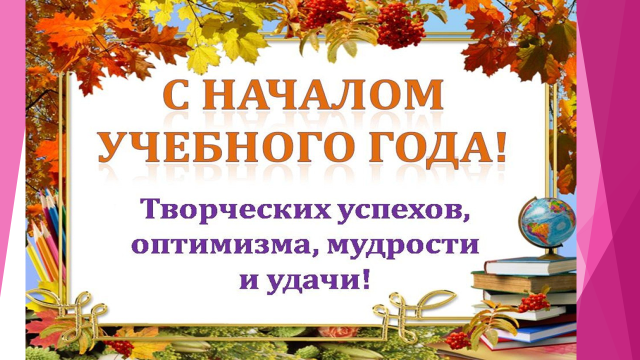 С НАЧАЛОМ
УЧЕБНОГО ГОДА!
Творческих успехов,
оптимизма, мудрости
и удачи!